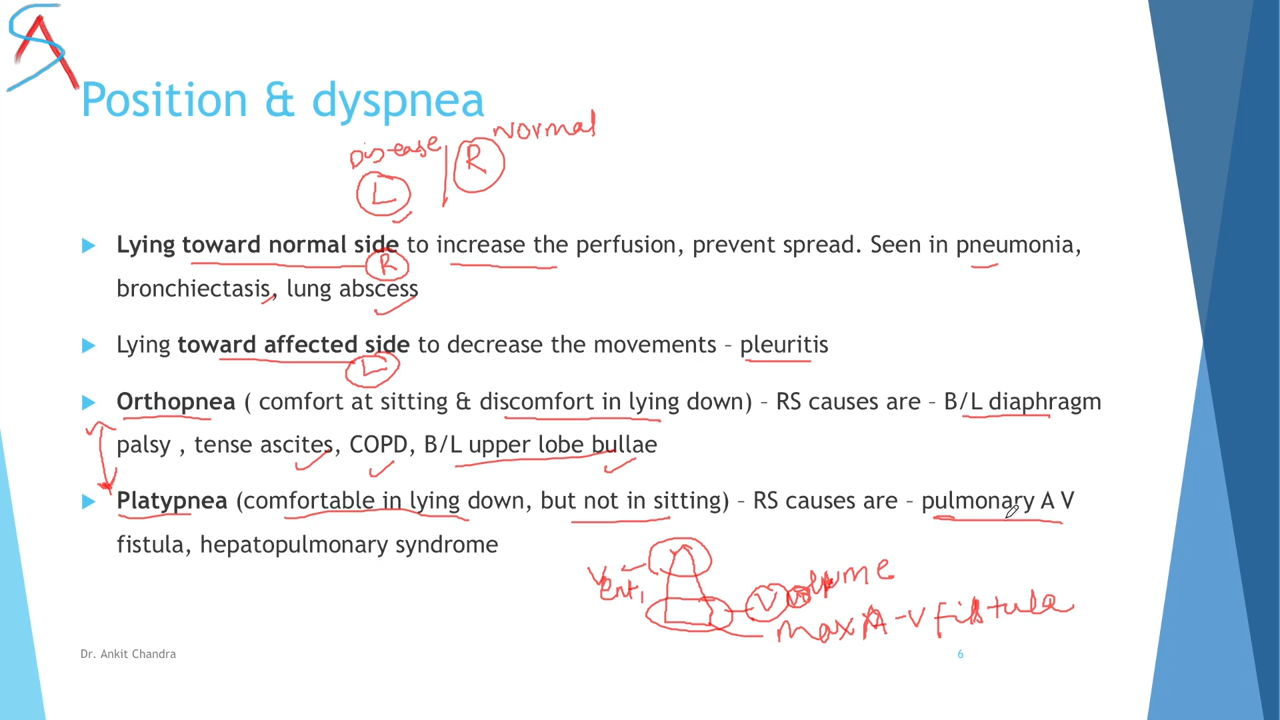 SA
Position & dyspnea
Disease
Normal
L
R
Lying toward normal side to increase the perfusion, prevent spread. Seen in pneumonia,
R
bronchiectasis, lung abscess
Lying toward affected side to decrease the movements – pleuritis
L
Orthopnea ( comfort at sitting & discomfort in lying down) – RS causes are – B/L diaphragm
palsy , tense ascites, COPD, B/L upper lobe bullae
Platypnea (comfortable in lying down, but not in sitting) – RS causes are – pulmonary A V
fistula, hepatopulmonary syndrome
Venti
V volume
Max A-V fistula
Dr. Ankit Chandra
6